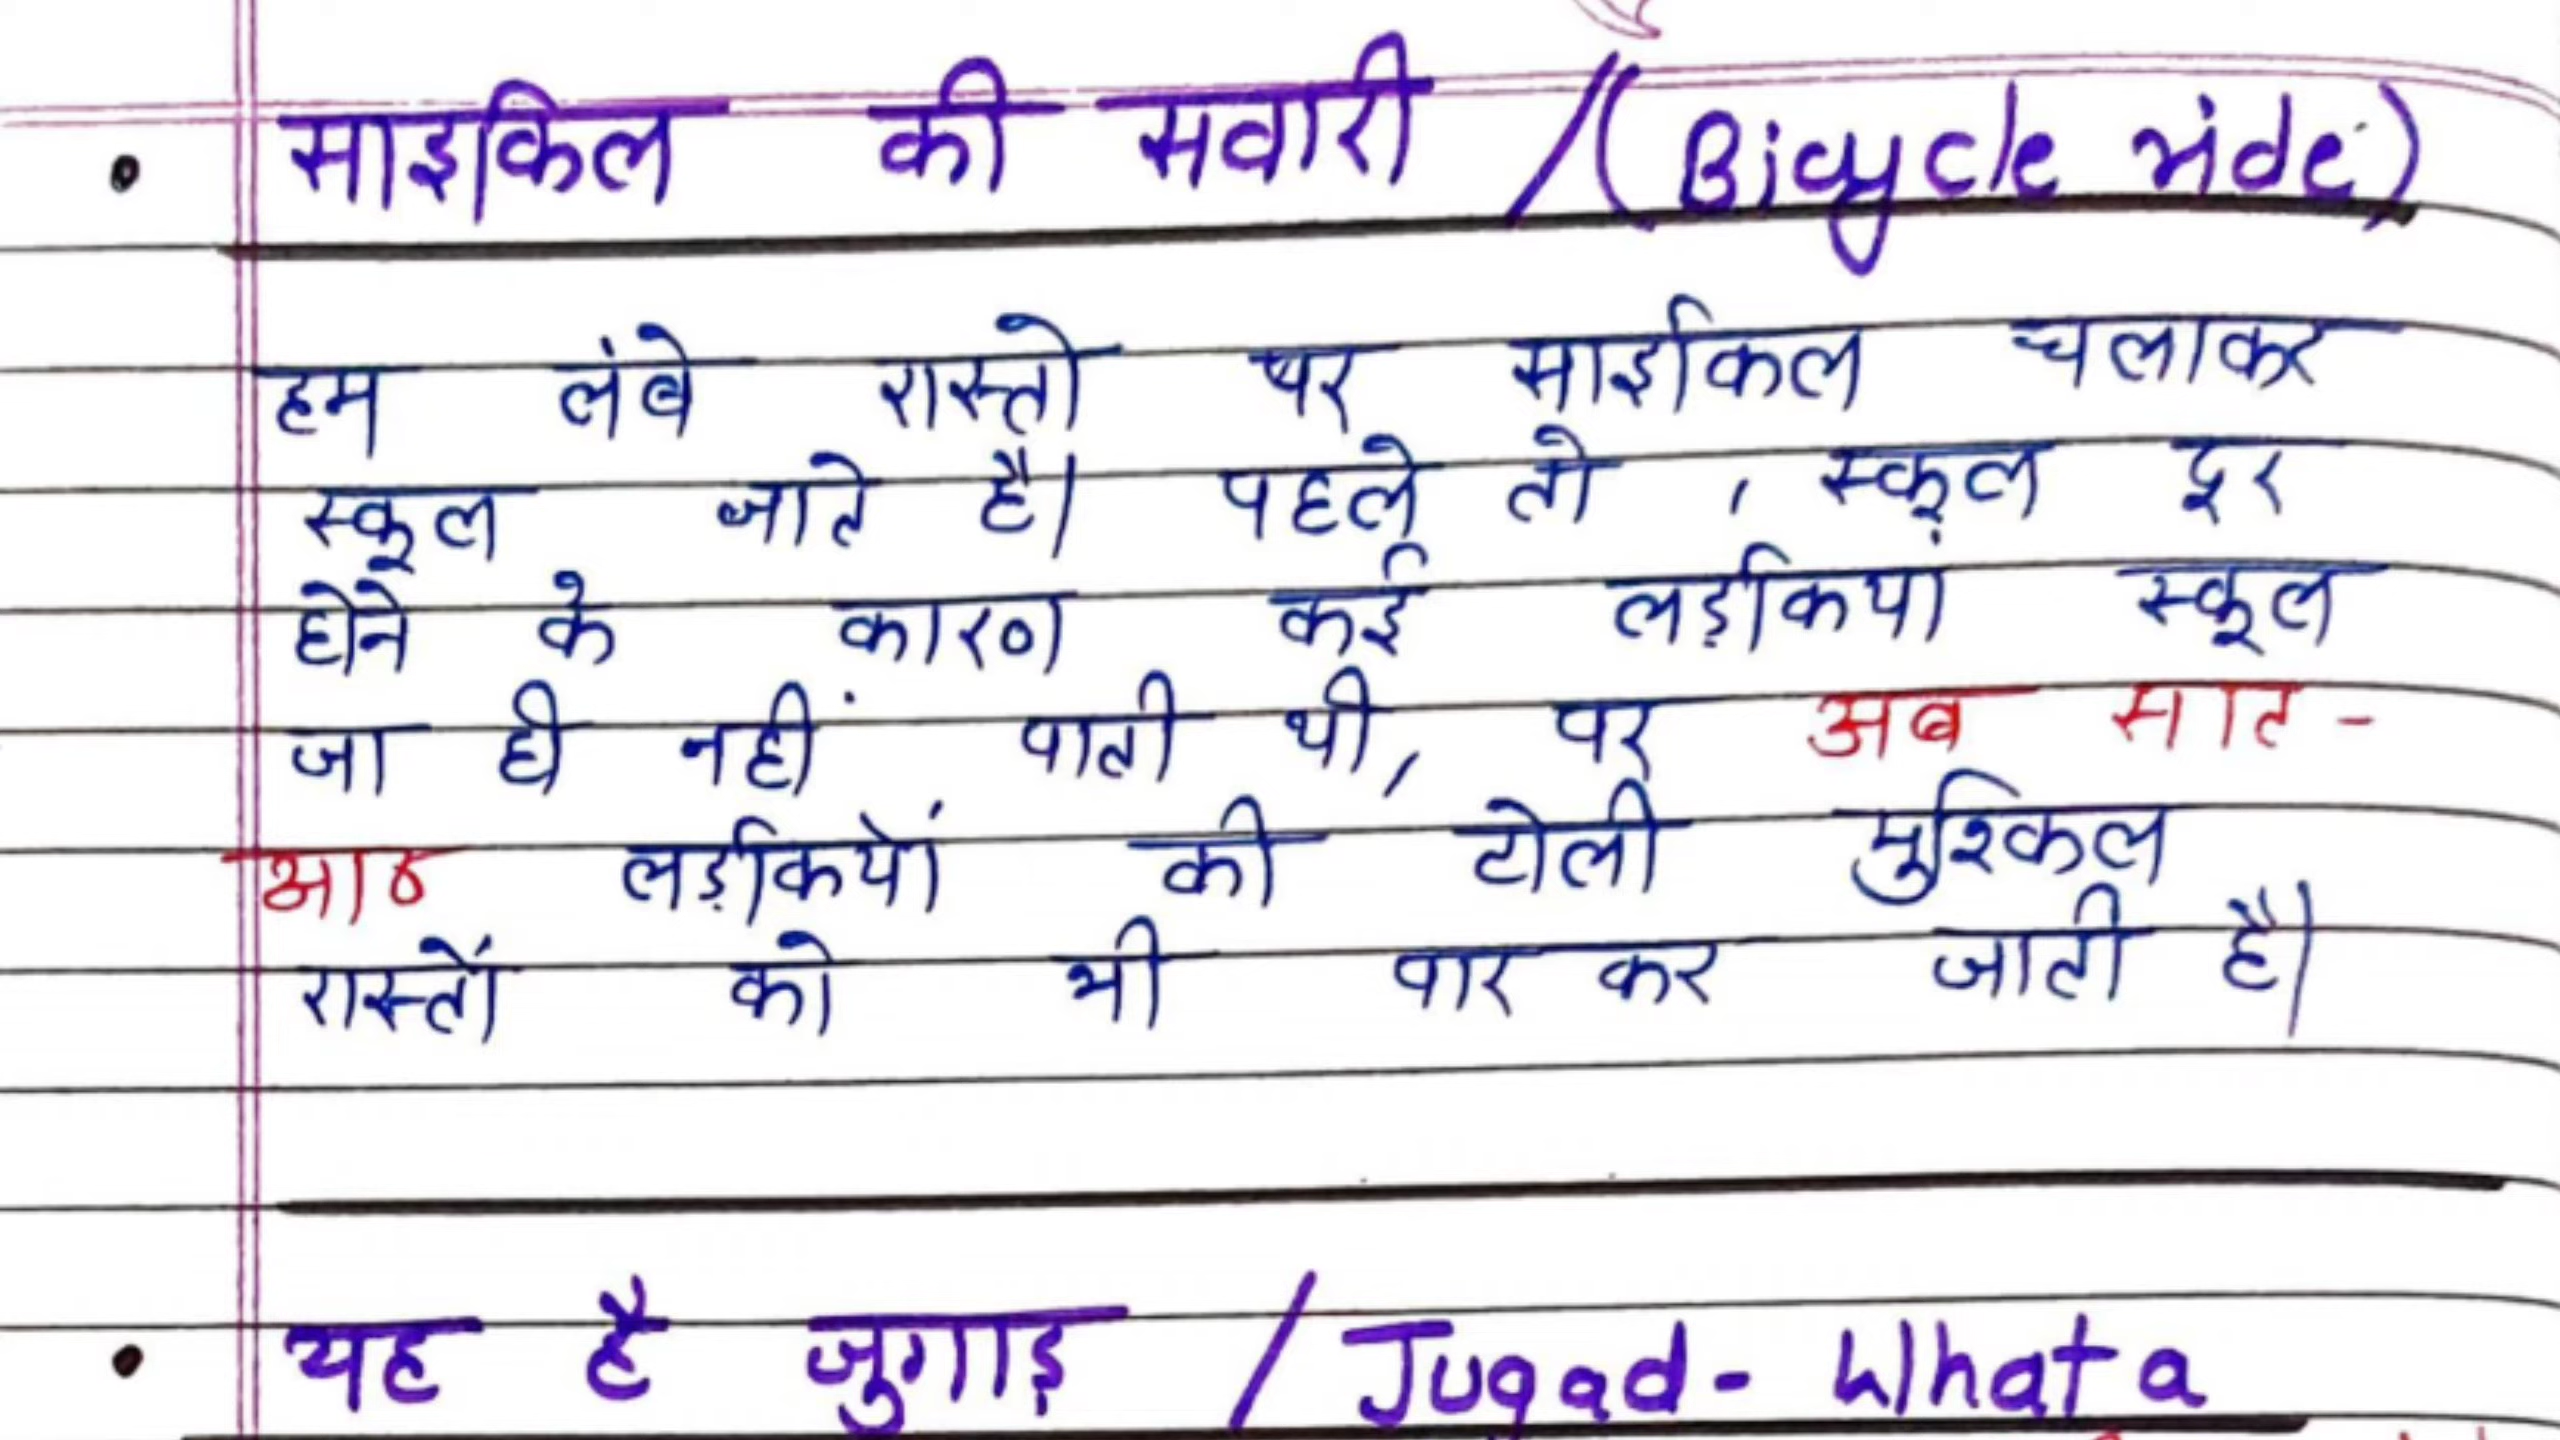 • साइकिल की सवारी /(Bicycle ride)
हम लंबे रास्तो पर साईकिल चलाकर
स्कूल जाते है। पहले तो , स्कूल दूर
होने के कारण कई लड़कियां स्कूल
जा ही नहीं पाती थी, पर अब सात-
आठ लड़कियों की टोली मुश्किल
रास्तों को भी पार कर जाती है।
• यह है जुगाड़ / Jugad - What a